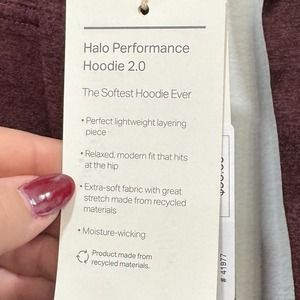 Halo Performance
Hoodie 2.0
The Softest Hoodie Ever
• Perfect lightweight layering
piece
• Relaxed, modern fit that hits
at the hip
• Extra-soft fabric with great
stretch made from recycled
materials
• Moisture-wicking
Product made from
recycled materials.
# 41977